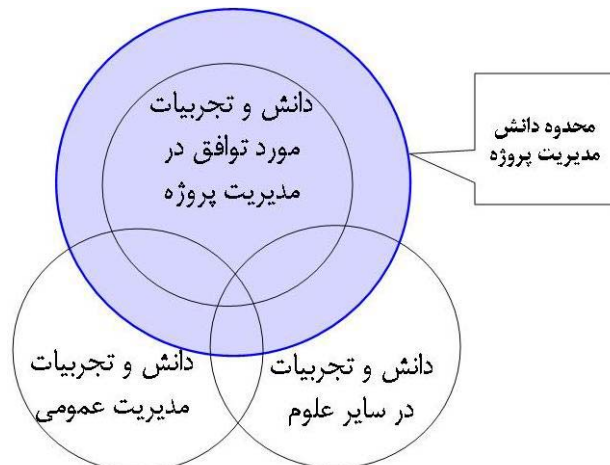 دانش و تجربیات
مورد توافق در
مدیریت پروژه
محدوه دانش
مدیریت پروژه
دانش و تجربیات
در سایر علوم
دانش و تجربیات
مدیریت عمومی